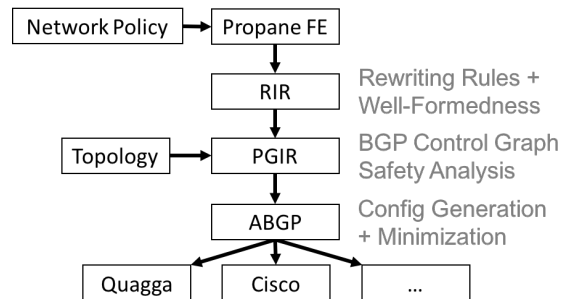 Network Policy
Propane FE
RIR
Rewriting Rules +
Well-Formedness
Topology
PGIR
BGP Control Graph
Safety Analysis
ABGP
Config Generation
+ Minimization
Quagga
Cisco
...